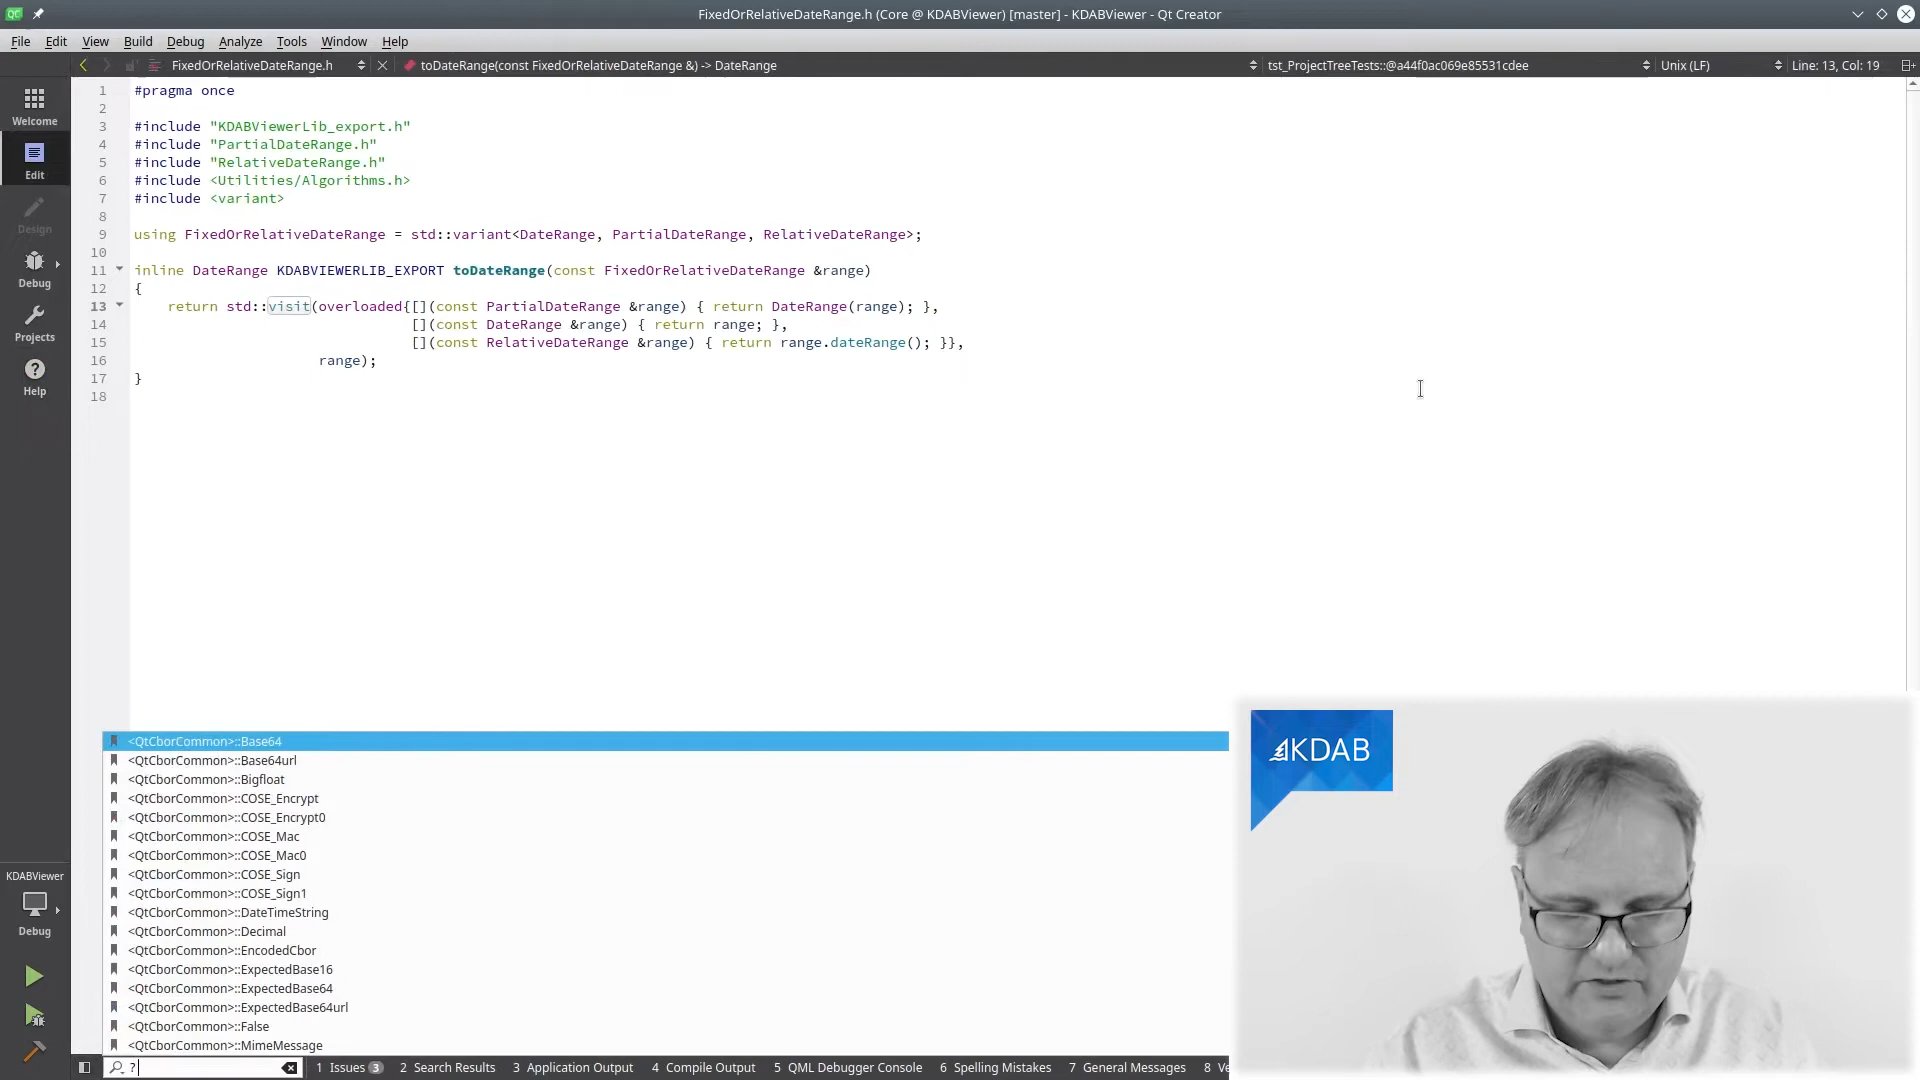 FixedOrRelativeDateRange.h (Core @ KDABViewer) [master] - KDABViewer - Qt Creator
File Edit View Build Debug Analyze Tools Window Help
FixedOrRelativeDateRange.h toDateRange(const FixedOrRelativeDateRange &) -> DateRange tst_ProjectTreeTests::@a44f0ac069e85531cdee Unix (LF) Line: 13, Col: 19
Welcome
Edit
Design
Debug
Projects
Help
1 #pragma once
2
3 #include "KDABViewerLib_export.h"
4 #include "PartialDateRange.h"
5 #include "RelativeDateRange.h"
6 #include <Utilities/Algorithms.h>
7 #include <variant>
8
9 using FixedOrRelativeDateRange = std::variant<DateRange, PartialDateRange, RelativeDateRange>;
10
11 inline DateRange KDABVIEWERLIB_EXPORT toDateRange(const FixedOrRelativeDateRange &range)
12 {
13 return std::visit(overloaded{[](const PartialDateRange &range) { return DateRange(range); },
14 [](const DateRange &range) { return range; },
15 [](const RelativeDateRange &range) { return range.dateRange(); }},
16 range);
17 }
18
<QtCborCommon>::Base64
<QtCborCommon>::Base64url
<QtCborCommon>::Bigfloat
<QtCborCommon>::COSE_Encrypt
<QtCborCommon>::COSE_Encrypt0
<QtCborCommon>::COSE_Mac
<QtCborCommon>::COSE_Mac0
<QtCborCommon>::COSE_Sign
<QtCborCommon>::COSE_Sign1
<QtCborCommon>::DateTimeString
<QtCborCommon>::Decimal
<QtCborCommon>::EncodedCbor
<QtCborCommon>::ExpectedBase16
<QtCborCommon>::ExpectedBase64
<QtCborCommon>::ExpectedBase64url
<QtCborCommon>::False
<QtCborCommon>::MimeMessage
KDABViewer
Debug
? 1 Issues 3 2 Search Results 3 Application Output 4 Compile Output 5 QML Debugger Console 6 Spelling Mistakes 7 General Messages 8 Ve
KDAB